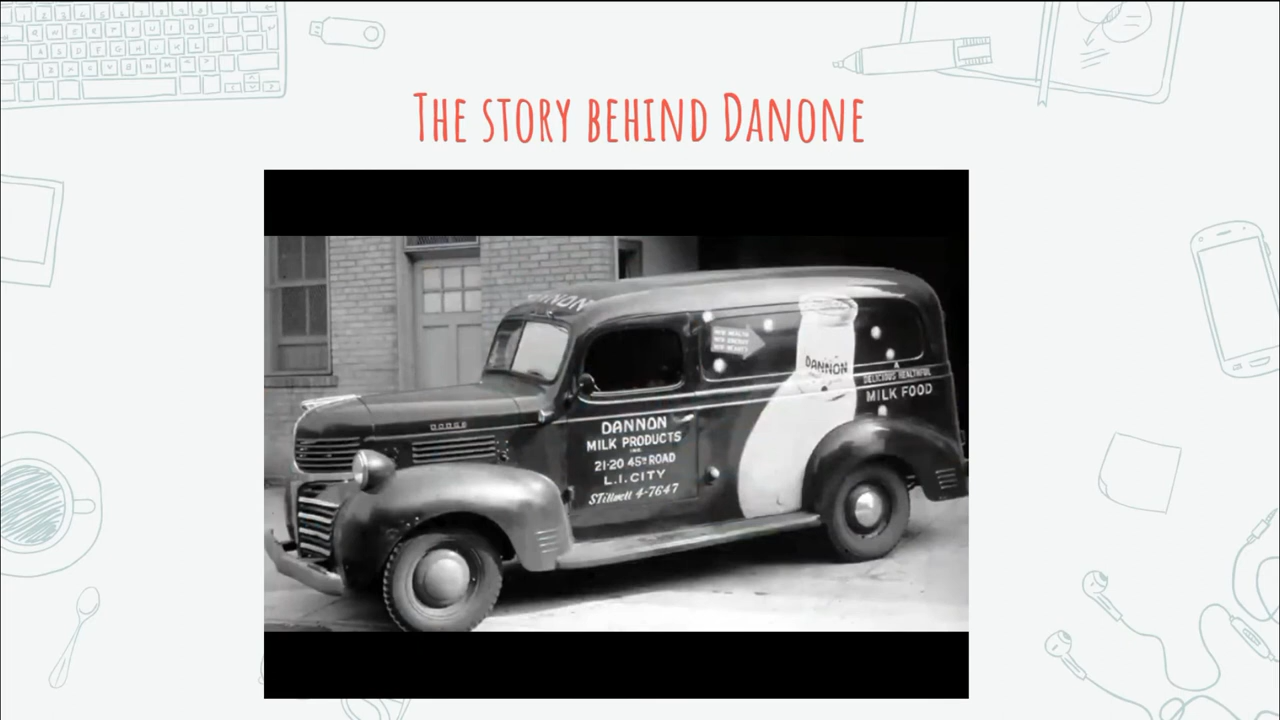 The story behind Danone
DANNON
DODGE
DANNON
MILK PRODUCTS
INC.
21-20 45TH ROAD
L.I. CITY
STillwell 4-7647
DANNON
A
DELICIOUS HEALTHFUL
MILK FOOD